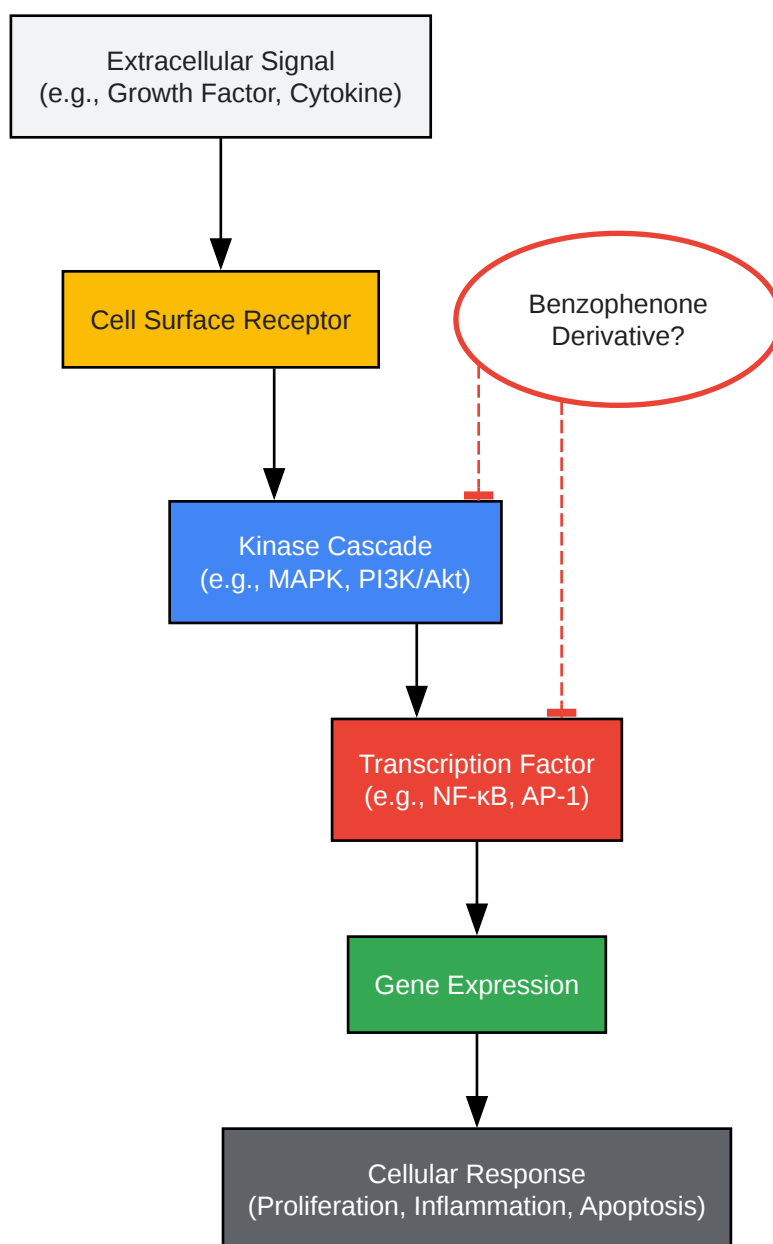 Extracellular Signal
(e.g., Growth Factor, Cytokine)
Cell Surface Receptor
Benzophenone
Derivative?
Kinase Cascade
(e.g., MAPK, PI3K/Akt)
Transcription Factor
(e.g., NF-κB, AP-1)
Gene Expression
Cellular Response
(Proliferation, Inflammation, Apoptosis)